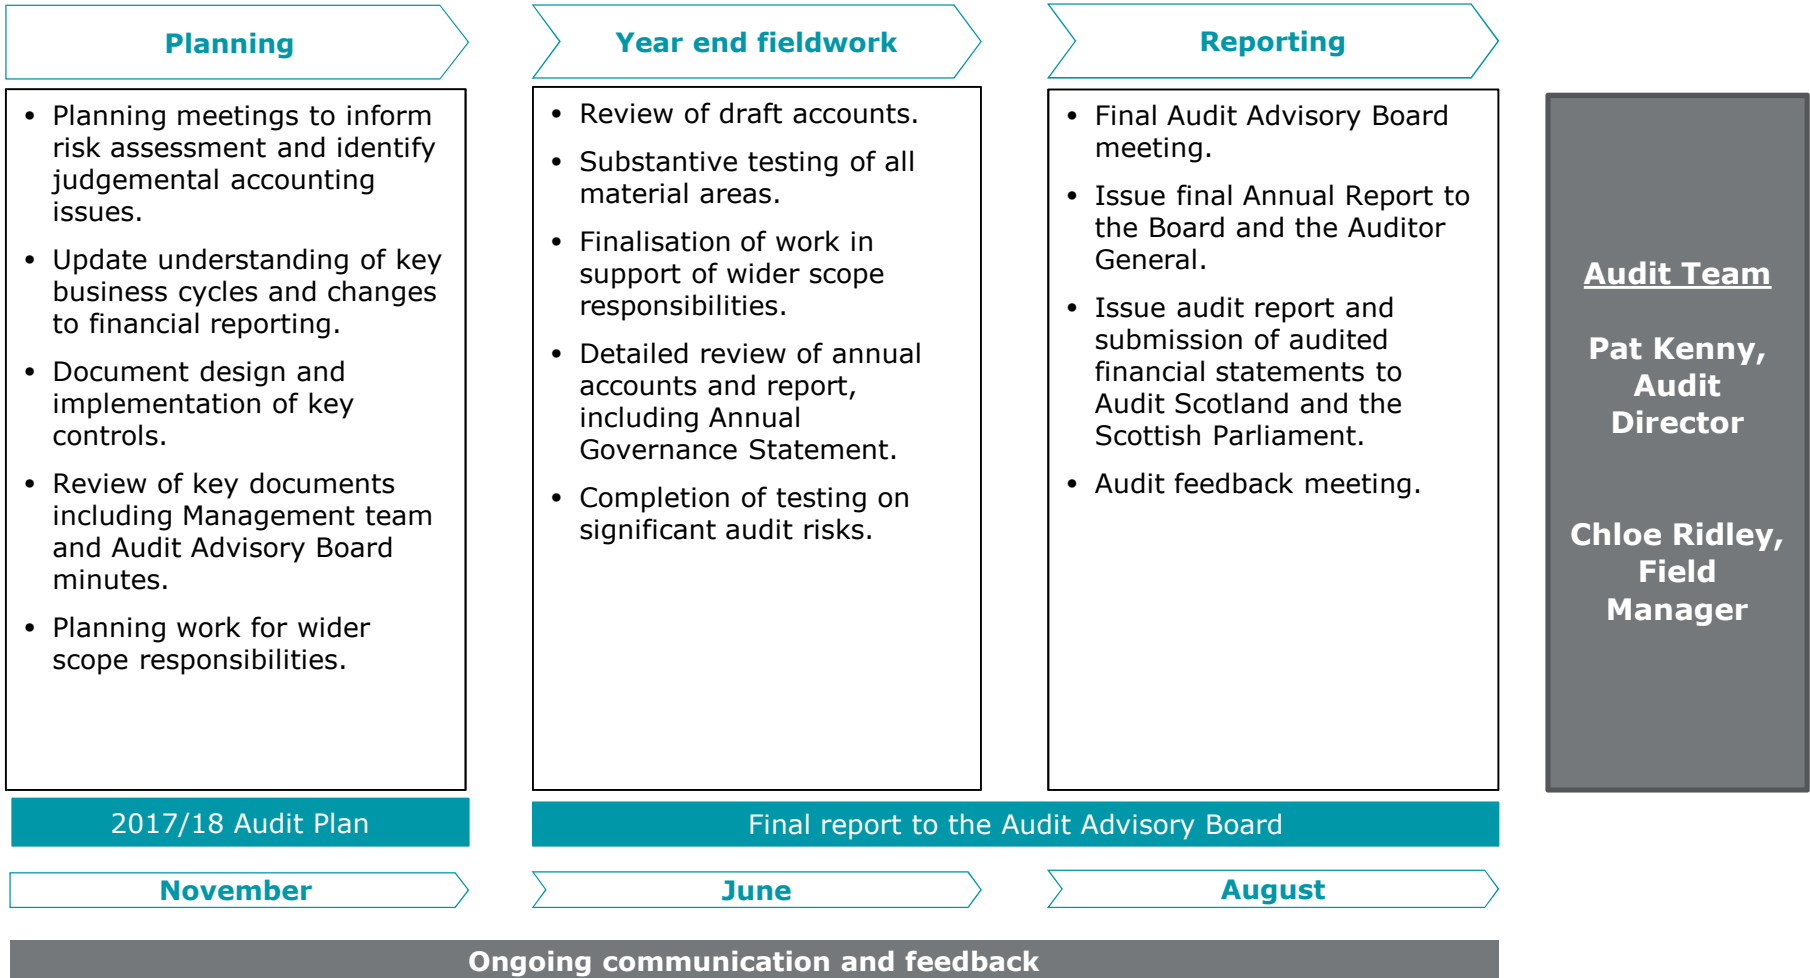 Planning
• Planning meetings to inform
risk assessment and identify
judgemental accounting
issues.
• Update understanding of key
business cycles and changes
to financial reporting.
• Document design and
implementation of key
controls.
• Review of key documents
including Management team
and Audit Advisory Board
minutes.
• Planning work for wider
scope responsibilities.
2017/18 Audit Plan
November
Year end fieldwork
• Review of draft accounts.
• Substantive testing of all
material areas.
• Finalisation of work in
support of wider scope
responsibilities.
• Detailed review of annual
accounts and report,
including Annual
Governance Statement.
• Completion of testing on
significant audit risks.
June
Reporting
• Final Audit Advisory Board
meeting.
• Issue final Annual Report to
the Board and the Auditor
General.
• Issue audit report and
submission of audited
financial statements to
Audit Scotland and the
Scottish Parliament.
• Audit feedback meeting.
Final report to the Audit Advisory Board
August
Audit Team
Pat Kenny,
Audit
Director
Chloe Ridley,
Field
Manager
Ongoing communication and feedback